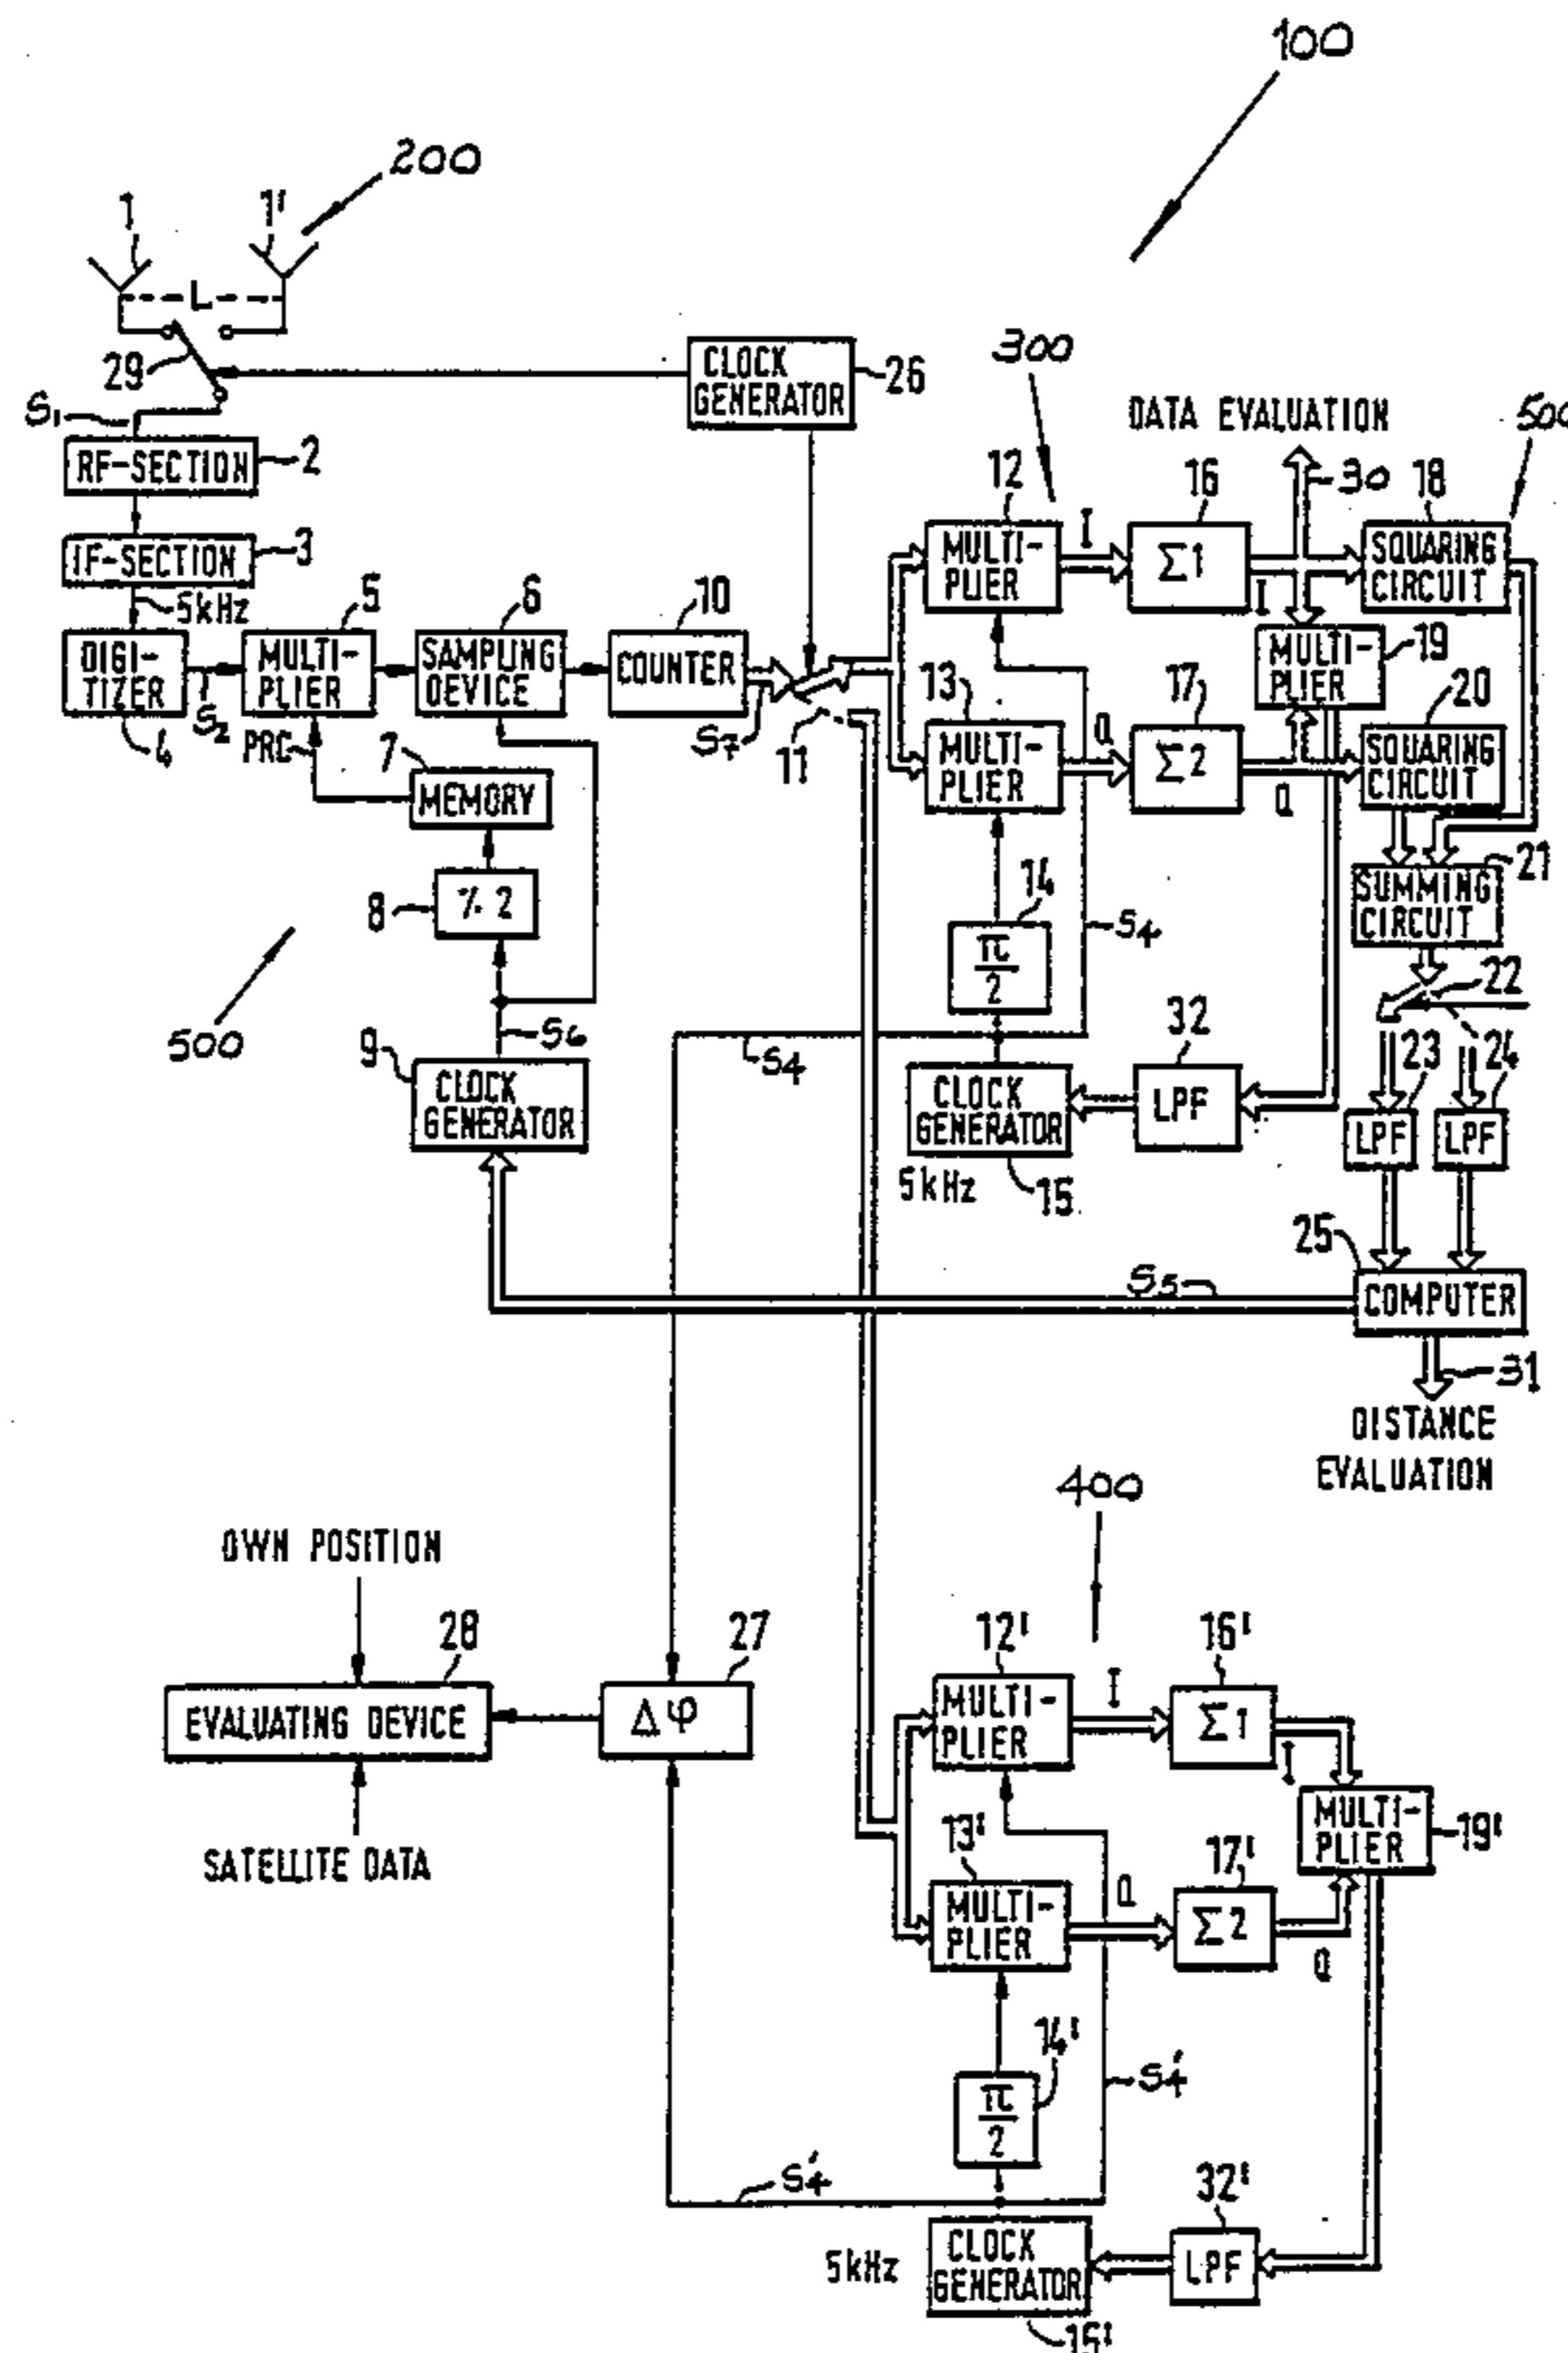 100
200
1
1'
L
29
S1
CLOCK
GENERATOR
26
300
DATA EVALUATION
500
RF-SECTION
2
12
16
30
18
IF-SECTION
3
MULTI-
PLIER
I
Σ1
I
SQUARING
CIRCUIT
5kHz
5
6
10
DIGI-
TIZER
4
S2
MULTI-
PLIER
SAMPLING
DEVICE
COUNTER
S7
11
MULTI-
PLIER
19
PRC
13
17
20
7
MEMORY
MULTI-
PLIER
Q
Σ2
Q
SQUARING
CIRCUIT
8
%2
14
π
2
S4
21
SUMMING
CIRCUIT
500
S6
S4
32
22
9
CLOCK
GENERATOR
CLOCK
GENERATOR
5kHz
15
LPF
23
24
LPF
LPF
25
S5
COMPUTER
31
DISTANCE
EVALUATION
400
OWN POSITION
28
27
12'
16'
EVALUATING DEVICE
Δφ
MULTI-
PLIER
I
Σ1
I
SATELLITE DATA
13'
17'
MULTI-
PLIER
19'
MULTI-
PLIER
Q
Σ2
Q
14'
π
2
S4'
S4'
32'
5kHz
CLOCK
GENERATOR
LPF
15'